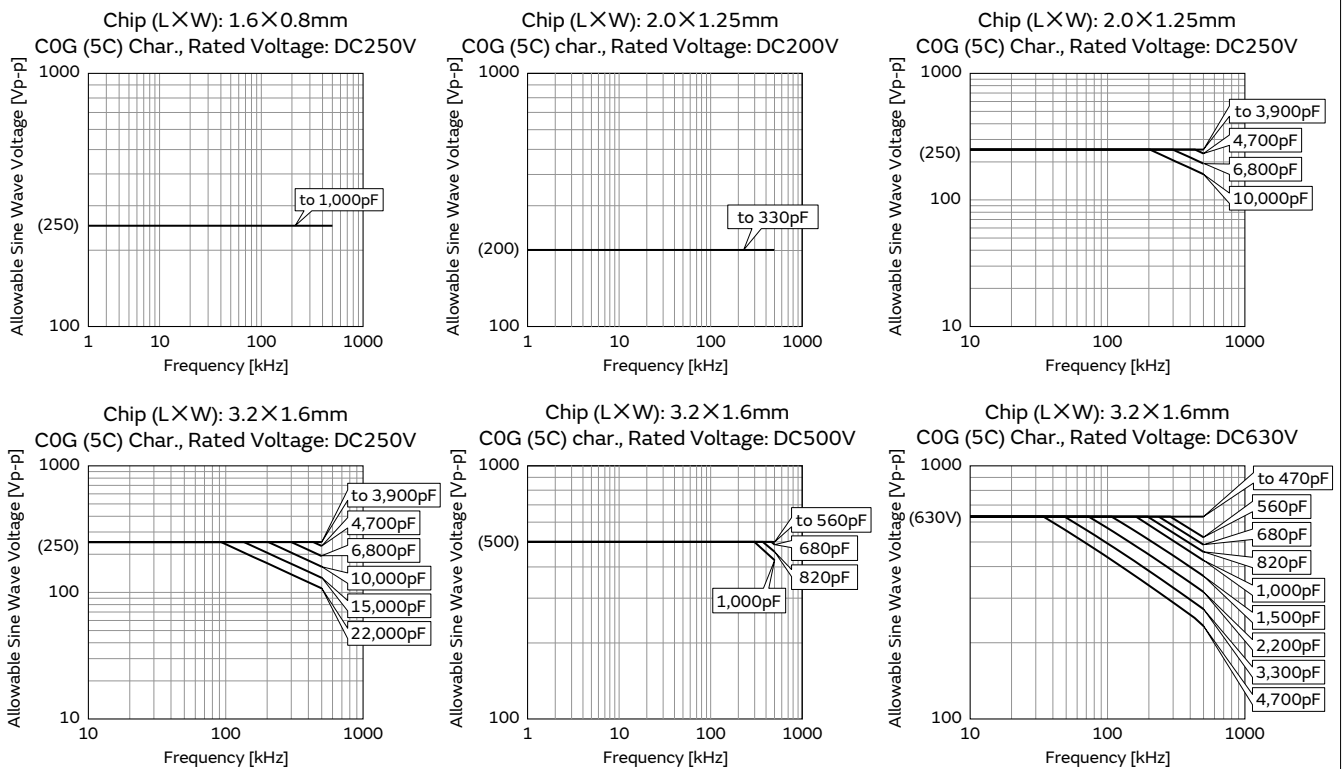 Chip (L×W): 1.6×0.8mm
C0G (5C) Char., Rated Voltage: DC250V
Allowable Sine Wave Voltage [Vp-p]
1000
(250)
100
to 1,000pF
1
10
100
1000
Frequency [kHz]
Chip (L×W): 2.0×1.25mm
C0G (5C) char., Rated Voltage: DC200V
Allowable Sine Wave Voltage [Vp-p]
1000
(200)
100
to 330pF
1
10
100
1000
Frequency [kHz]
Chip (L×W): 2.0×1.25mm
C0G (5C) Char., Rated Voltage: DC250V
Allowable Sine Wave Voltage [Vp-p]
1000
(250)
100
10
to 3,900pF
4,700pF
6,800pF
10,000pF
10
100
1000
Frequency [kHz]
Chip (L×W): 3.2×1.6mm
C0G (5C) Char., Rated Voltage: DC250V
Allowable Sine Wave Voltage [Vp-p]
1000
(250)
100
10
to 3,900pF
4,700pF
6,800pF
10,000pF
15,000pF
22,000pF
10
100
1000
Frequency [kHz]
Chip (L×W): 3.2×1.6mm
C0G (5C) char., Rated Voltage: DC500V
Allowable Sine Wave Voltage [Vp-p]
1000
(500)
100
to 560pF
680pF
820pF
1,000pF
1
10
100
1000
Frequency [kHz]
Chip (L×W): 3.2×1.6mm
C0G (5C) Char., Rated Voltage: DC630V
Allowable Sine Wave Voltage [Vp-p]
1000
(630V)
100
to 470pF
560pF
680pF
820pF
1,000pF
1,500pF
2,200pF
3,300pF
4,700pF
10
100
1000
Frequency [kHz]